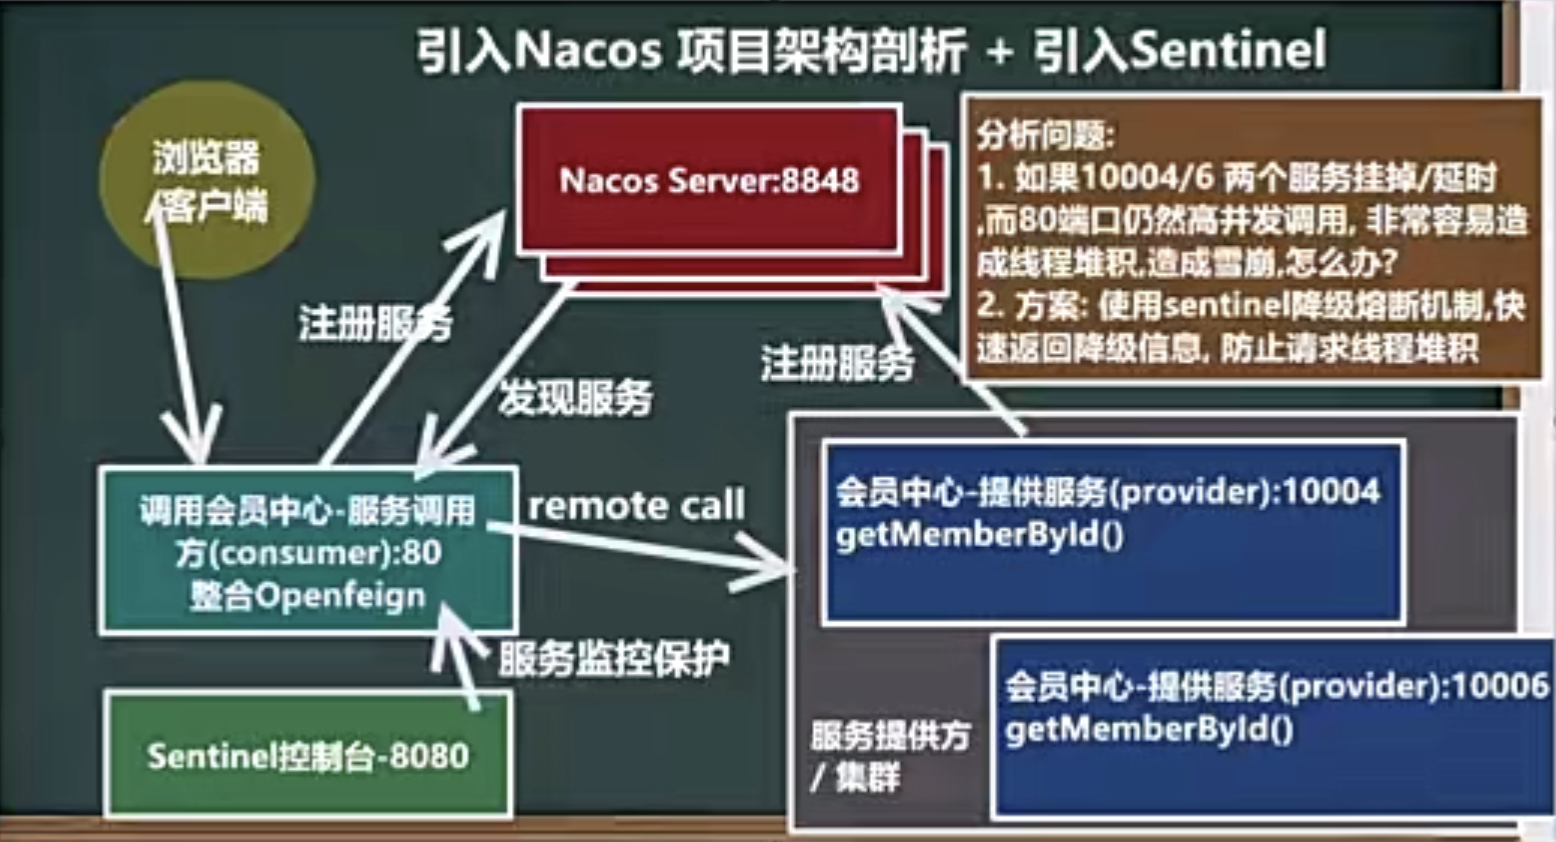 引入Nacos 项目架构剖析 + 引入Sentinel
浏览器
/客户端
Nacos Server:8848
分析问题:
1. 如果10004/6 两个服务挂掉/延时
,而80端口仍然高并发调用, 非常容易造
成线程堆积,造成雪崩,怎么办?
2. 方案: 使用sentinel降级熔断机制,快
速返回降级信息, 防止请求线程堆积
注册服务
发现服务
注册服务
调用会员中心-服务调用
方(consumer):80
整合Openfeign
remote call
会员中心-提供服务(provider):10004
getMemberById()
服务监控保护
会员中心-提供服务(provider):10006
getMemberById()
服务提供方
/ 集群
Sentinel控制台-8080